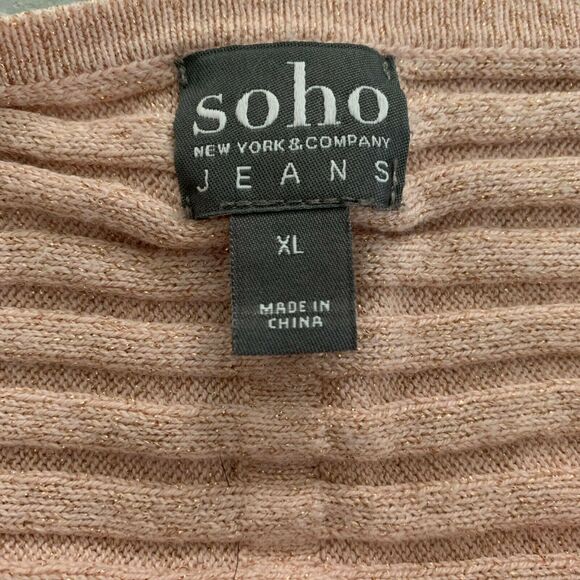 soho
NEW YORK & COMPANY
JEANS
XL
MADE IN
CHINA